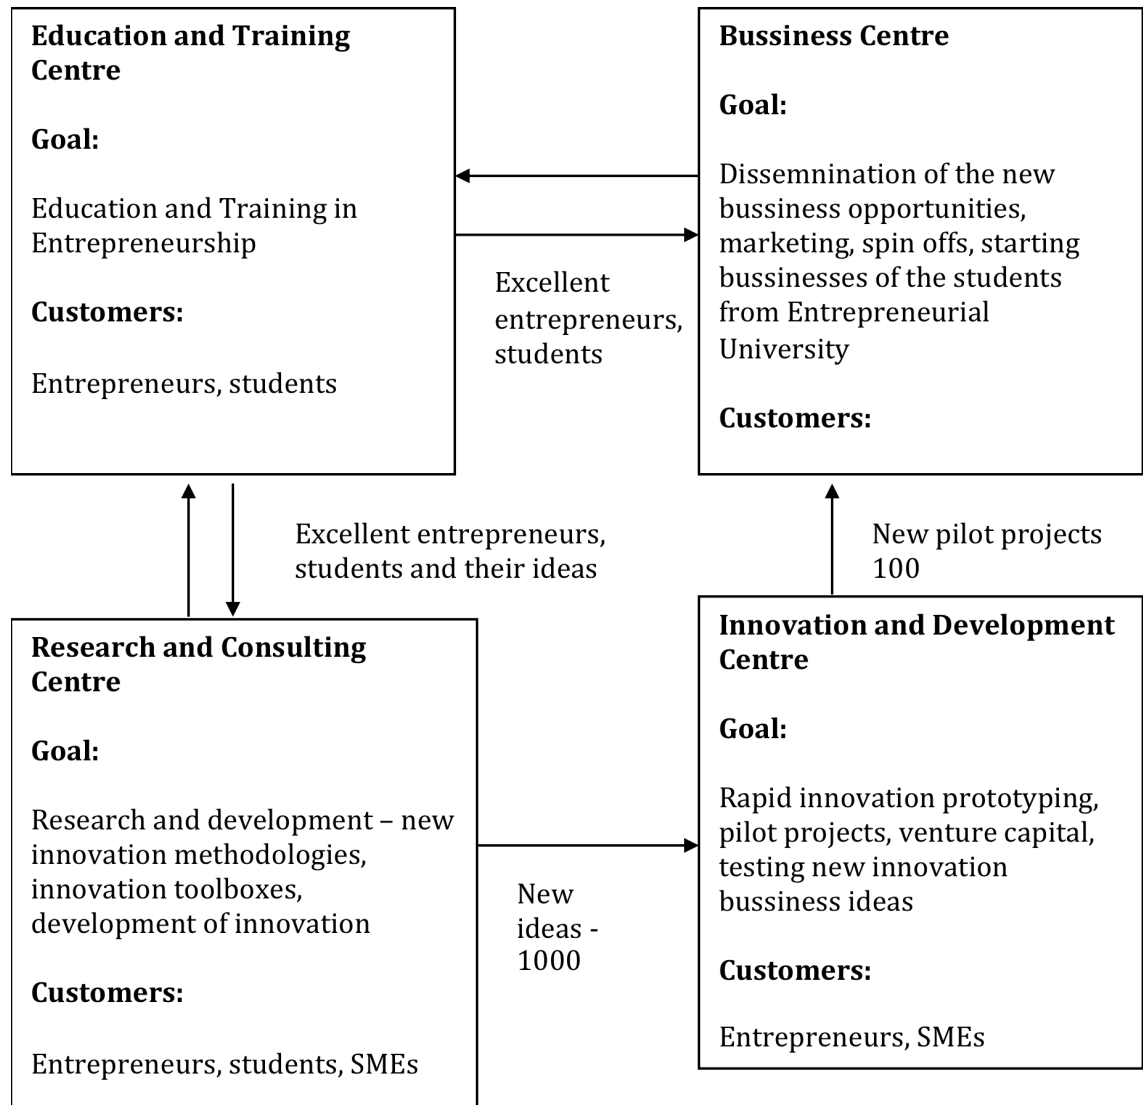 Education and Training
Centre
Goal:
Education and Training in
Entrepreneurship
Customers:
Entrepreneurs, students
Bussiness Centre
Goal:
Dissemnination of the new
bussiness opportunities,
marketing, spin offs, starting
bussinesses of the students
from Entrepreneurial
University
Customers:
Excellent
entrepreneurs,
students
Excellent entrepreneurs,
students and their ideas
New pilot projects
100
Research and Consulting
Centre
Goal:
Research and development – new
innovation methodologies,
innovation toolboxes,
development of innovation
Customers:
Entrepreneurs, students, SMEs
New
ideas -
1000
Innovation and Development
Centre
Goal:
Rapid innovation prototyping,
pilot projects, venture capital,
testing new innovation
bussiness ideas
Customers:
Entrepreneurs, SMEs